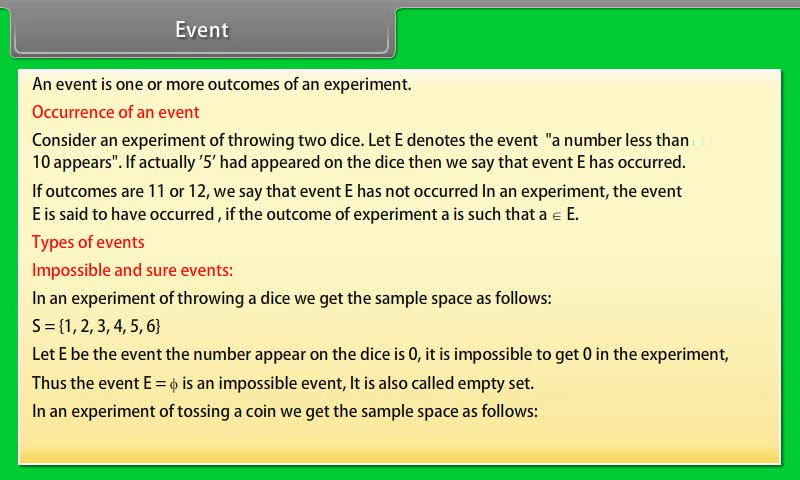 Event
An event is one or more outcomes of an experiment.
Occurrence of an event
Consider an experiment of throwing two dice. Let E denotes the event "a number less than
10 appears". If actually '5' had appeared on the dice then we say that event E has occurred.
If outcomes are 11 or 12, we say that event E has not occurred In an experiment, the event
E is said to have occurred , if the outcome of experiment a is such that a ∈ E.
Types of events
Impossible and sure events:
In an experiment of throwing a dice we get the sample space as follows:
S = {1, 2, 3, 4, 5, 6}
Let E be the event the number appear on the dice is 0, it is impossible to get 0 in the experiment,
Thus the event E = ϕ is an impossible event, It is also called empty set.
In an experiment of tossing a coin we get the sample space as follows: